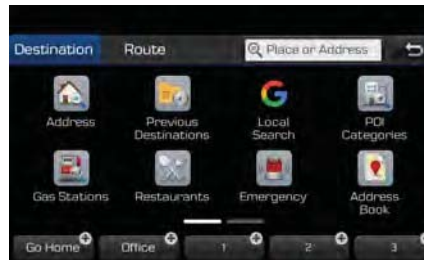 Destination Route Place or Address
Address Previous Destinations Local Search POI Categories
Gas Stations Restaurants Emergency Address Book
Go Home Office 1 2 3